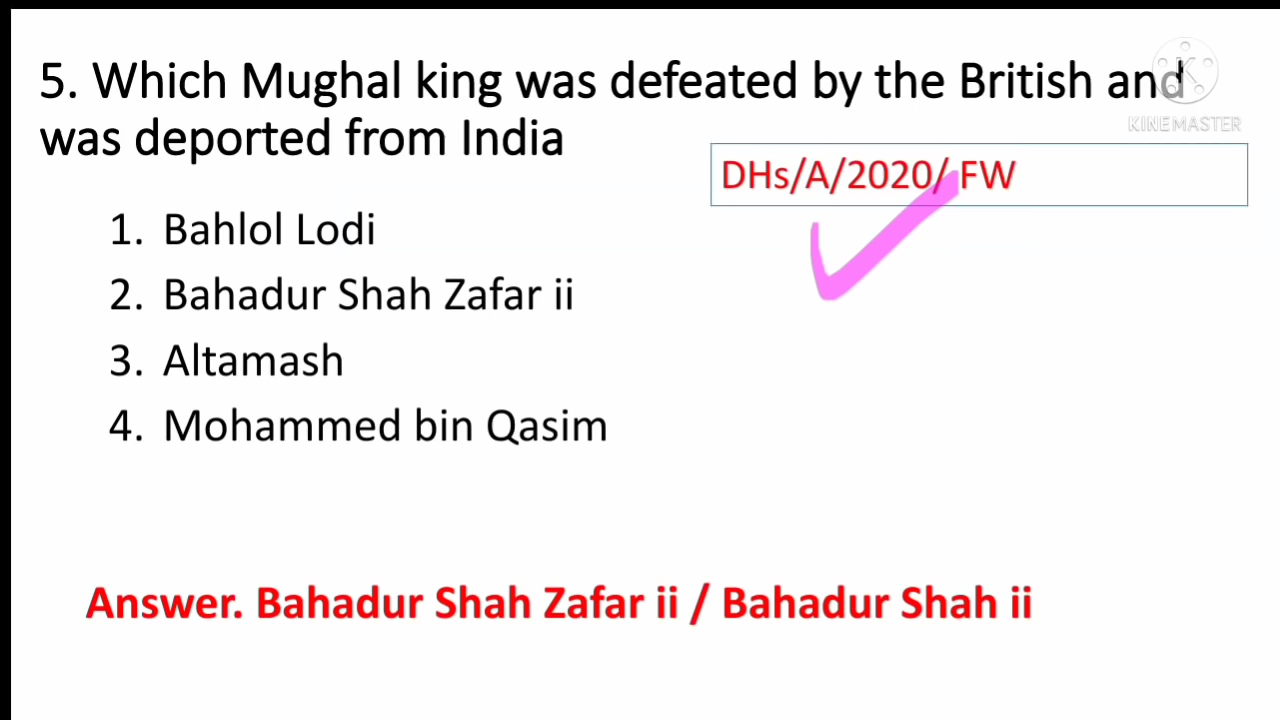 5. Which Mughal king was defeated by the British and
was deported from India
KINEMASTER
DHs/A/2020/ FW
1. Bahlol Lodi
2. Bahadur Shah Zafar ii
3. Altamash
4. Mohammed bin Qasim
Answer. Bahadur Shah Zafar ii / Bahadur Shah ii